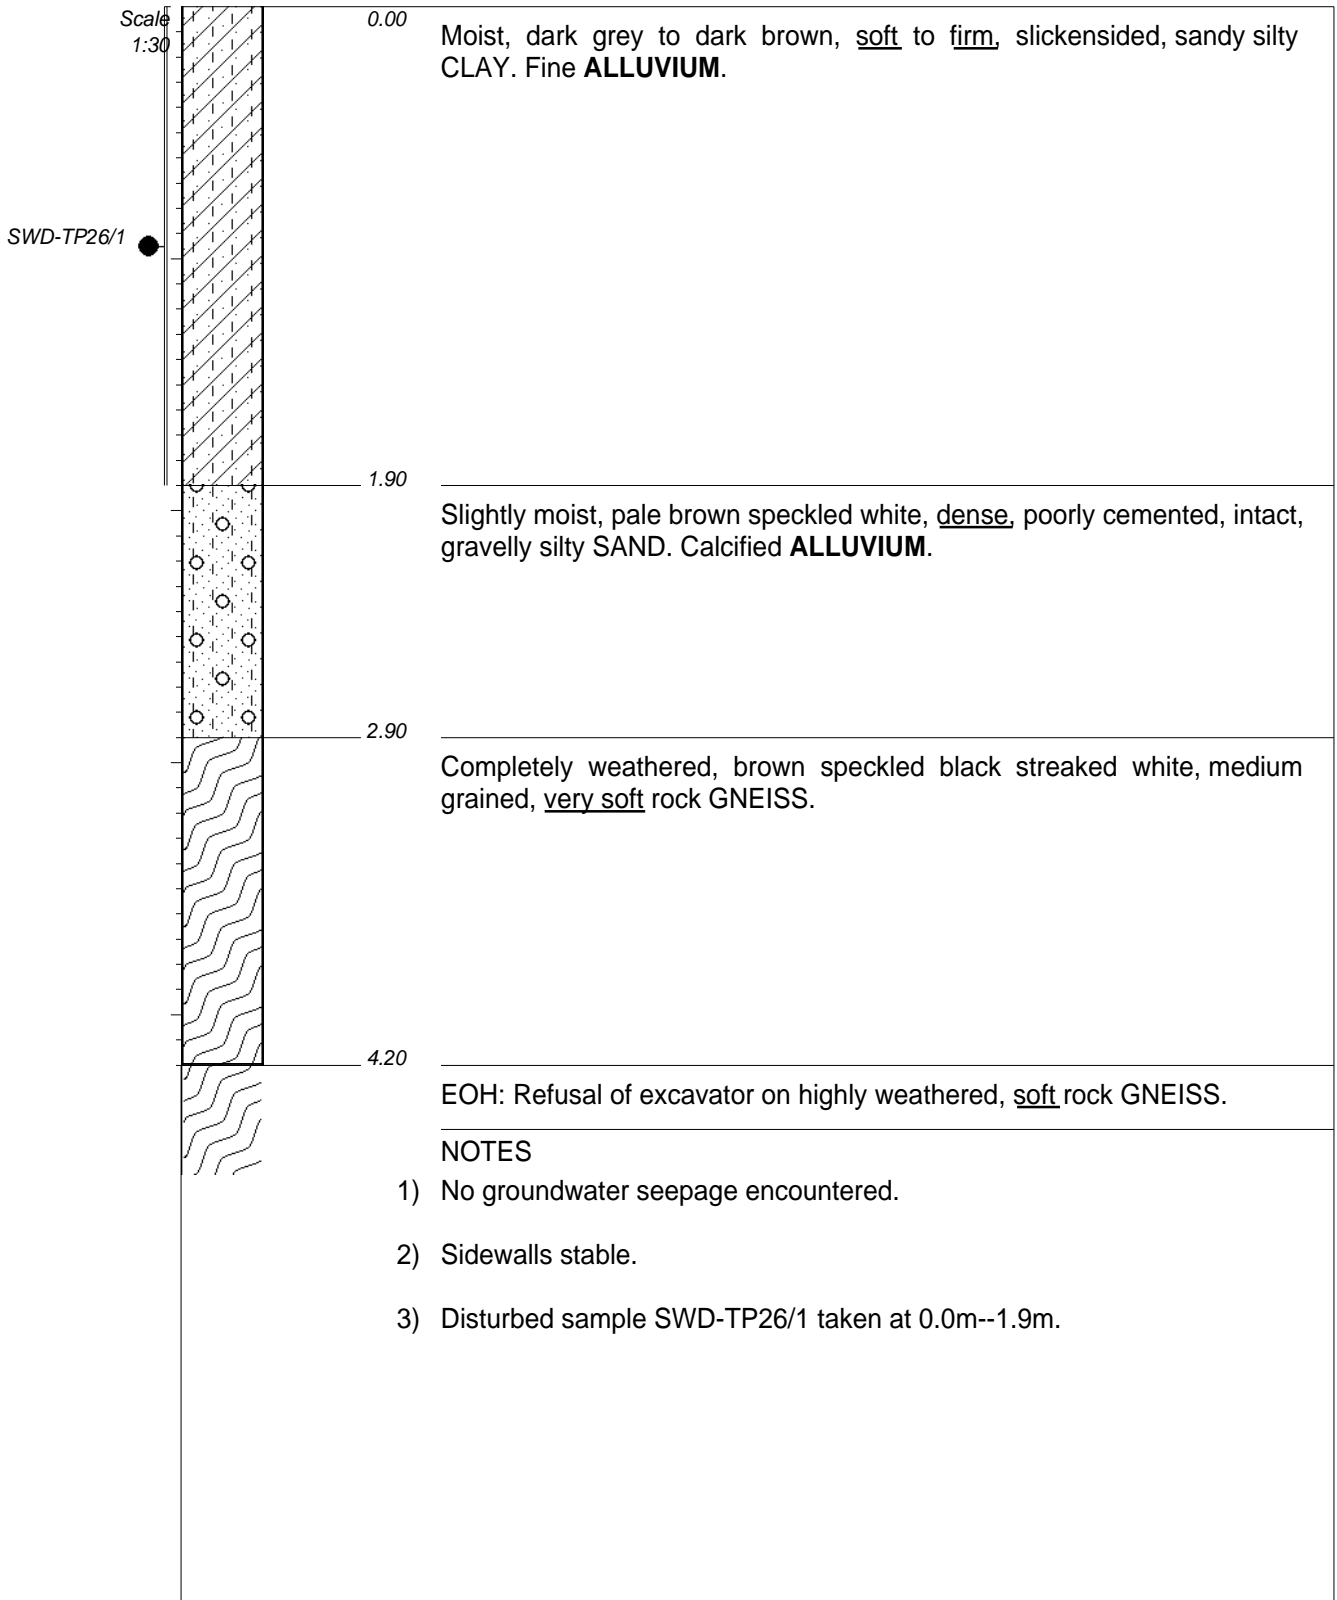 Scale
1:30
0.00
Moist, dark grey to dark brown, soft to firm, slickensided, sandy silty
CLAY. Fine ALLUVIUM.
SWD-TP26/1
1.90
Slightly moist, pale brown speckled white, dense, poorly cemented, intact,
gravelly silty SAND. Calcified ALLUVIUM.
2.90
Completely weathered, brown speckled black streaked white, medium
grained, very soft rock GNEISS.
4.20
EOH: Refusal of excavator on highly weathered, soft rock GNEISS.
NOTES
1) No groundwater seepage encountered.
2) Sidewalls stable.
3) Disturbed sample SWD-TP26/1 taken at 0.0m--1.9m.